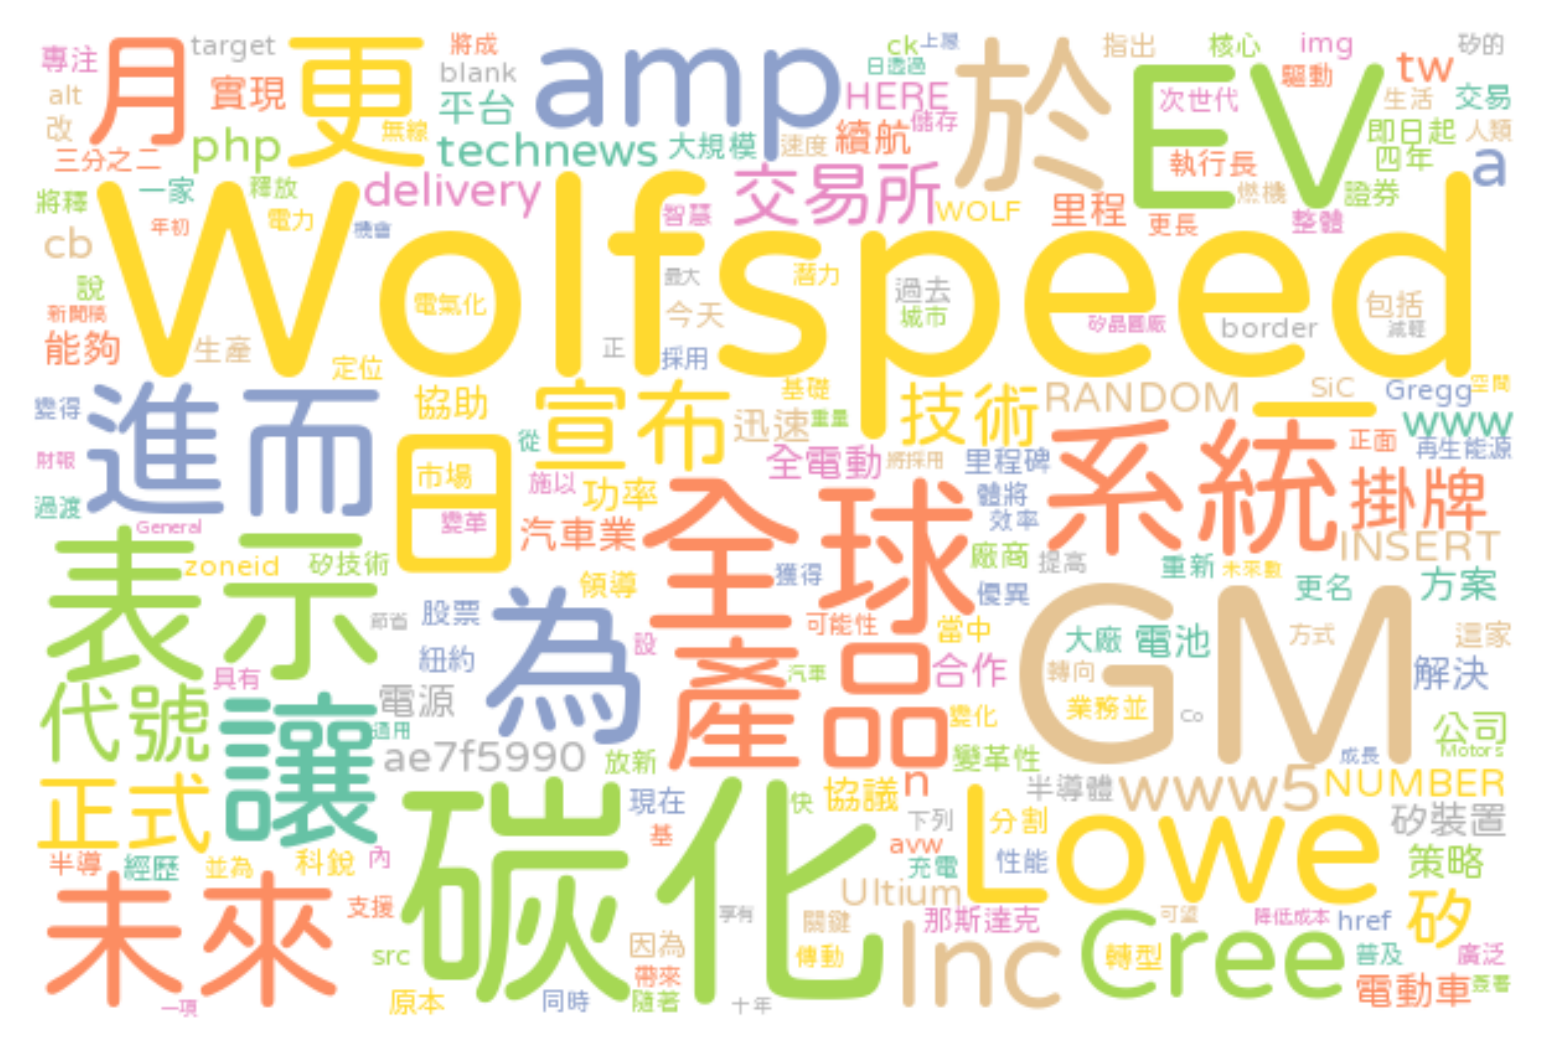 專注
月
target
更
將成
blank
amp
ck
上層
日透過
於
指出
核心
img
驅動
tw
矽的
alt
實現
平台
HERE
儲存
EV
次世代
生活
交易
改
三分之二
php
無線
technews
大規模
速度
續航
即日起
人類
四年
a
執行長
將釋
一家
釋放
delivery
交易所
智慧
WOLF
里程
更長
燃機
證券
整體
cb
年初
電力
機會
Wolfspeed
說
新聞稿
能夠
生產
電氣化
定位
最大
今天
正
採用
潛力
過去
城市
矽晶圓廠
border
包括
減輕
變得
進而
協助
宣布
基礎
迅速
重量
技術
RANDOM
SiC
Gregg
空間
www
財報
過渡
日
市場
變革
從
施以
功率
全電動
將採用
里程碑
系統
正面
再生能源
掛牌
General
表示
zoneid
矽技術
汽車業
全球
體將
效率
廠商
提高
INSERT
重新
未來數
更名
方案
節省
股票
領導
為
獲得
優異
可能性
當中
GM
大廠
電池
方式
這家
具有
紐約
設
產品
汽車
合作
轉向
業務並
Co
解決
代號
讓
電源
通用
ae7f5990
放新
變化
變革性
成長
公司
Motors
正式
碳化
現在
快
協議
n
半導體
www5
NUMBER
半導
經歷
並為
科銳
內
基
下列
avw
充電
分割
性能
Lowe
矽裝置
策略
未來
支援
src
享有
Ultium
關鍵
那斯達克
Inc
Cree
可望
降低成本
href
矽
一項
原本
同時
因為
帶來
隨著
十年
傳動
轉型
普及
廣泛
電動車
簽署